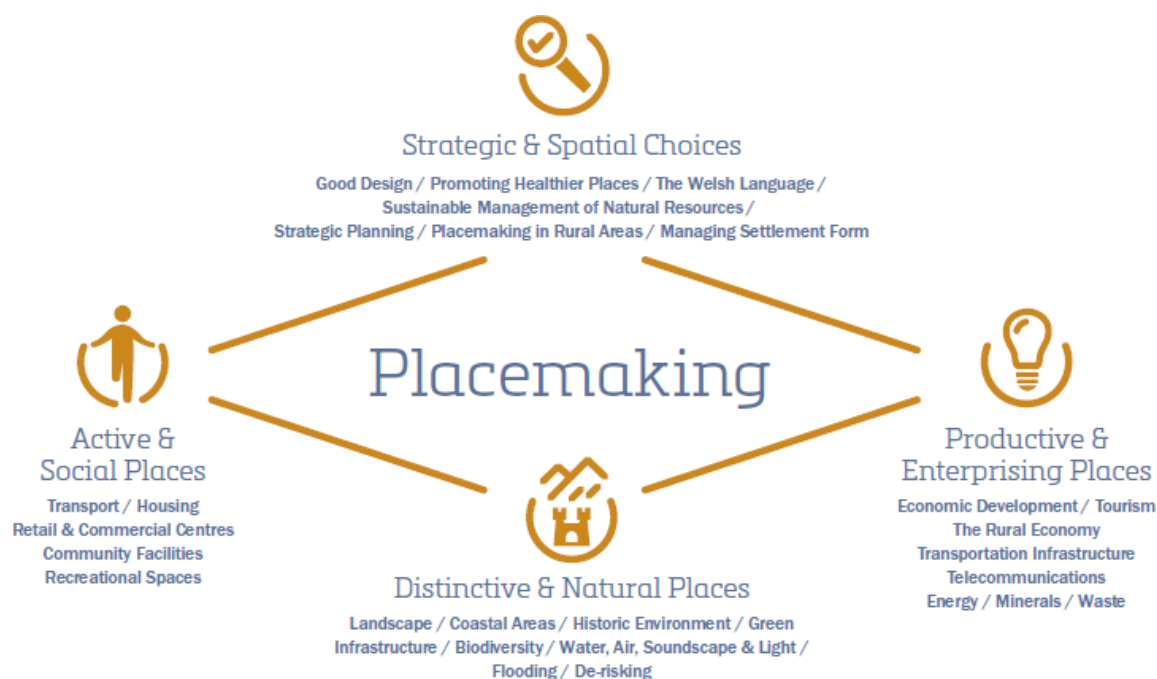 Strategic & Spatial Choices
Good Design / Promoting Healthier Places / The Welsh Language /
Sustainable Management of Natural Resources /
Strategic Planning / Placemaking in Rural Areas / Managing Settlement Form
Placemaking
Active &
Social Places
Transport / Housing
Retail & Commercial Centres
Community Facilities
Recreational Spaces
Productive &
Enterprising Places
Economic Development / Tourism
The Rural Economy
Transportation Infrastructure
Telecommunications
Energy / Minerals / Waste
Distinctive & Natural Places
Landscape / Coastal Areas / Historic Environment / Green
Infrastructure / Biodiversity / Water, Air, Soundscape & Light /
Flooding / De-risking